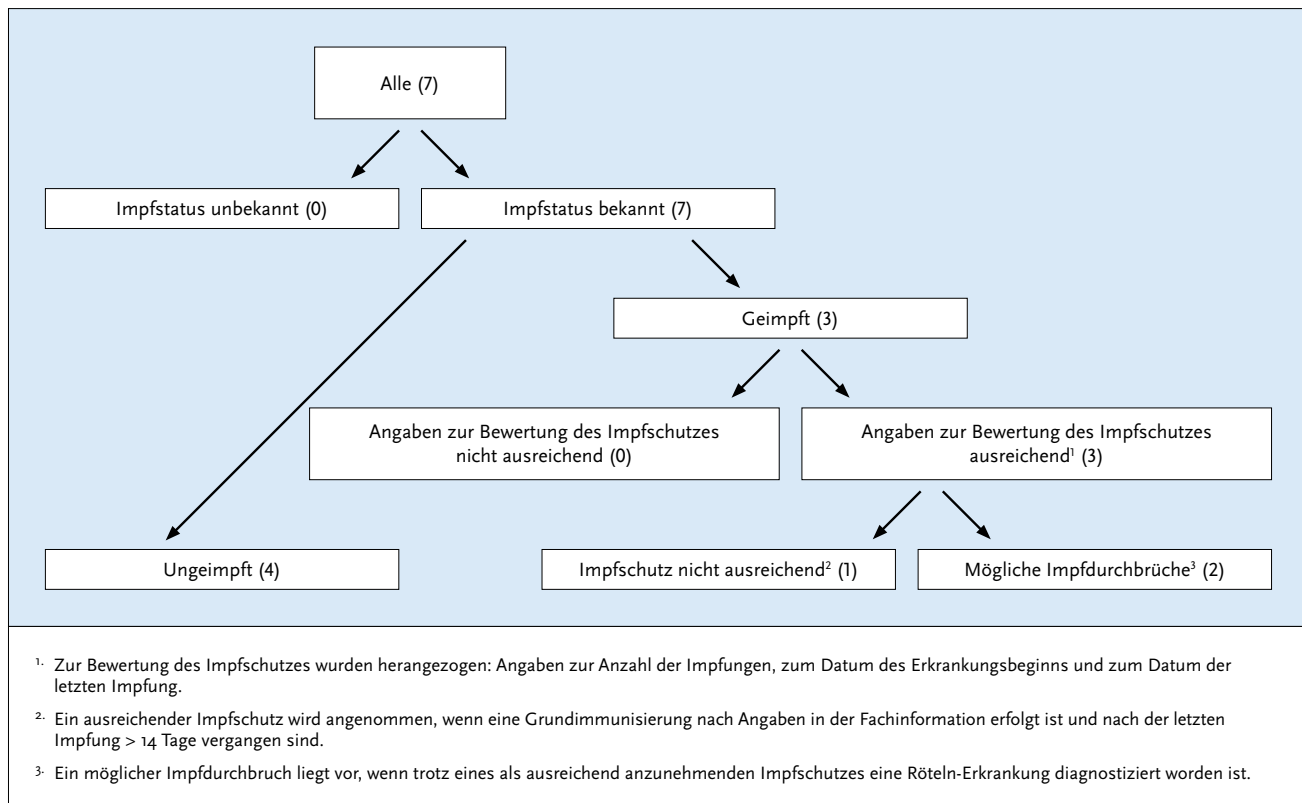 Alle (7)
Impfstatus unbekannt (0)
Impfstatus bekannt (7)
Geimpft (3)
Angaben zur Bewertung des Impfschutzes
nicht ausreichend (0)
Angaben zur Bewertung des Impfschutzes
ausreichend¹ (3)
Ungeimpft (4)
Impfschutz nicht ausreichend² (1)
Mögliche Impfdurchbrüche³ (2)
1. Zur Bewertung des Impfschutzes wurden herangezogen: Angaben zur Anzahl der Impfungen, zum Datum des Erkrankungsbeginns und zum Datum der
letzten Impfung.
2. Ein ausreichender Impfschutz wird angenommen, wenn eine Grundimmunisierung nach Angaben in der Fachinformation erfolgt ist und nach der letzten
Impfung > 14 Tage vergangen sind.
3. Ein möglicher Impfdurchbruch liegt vor, wenn trotz eines als ausreichend anzunehmenden Impfschutzes eine Röteln-Erkrankung diagnostiziert worden ist.